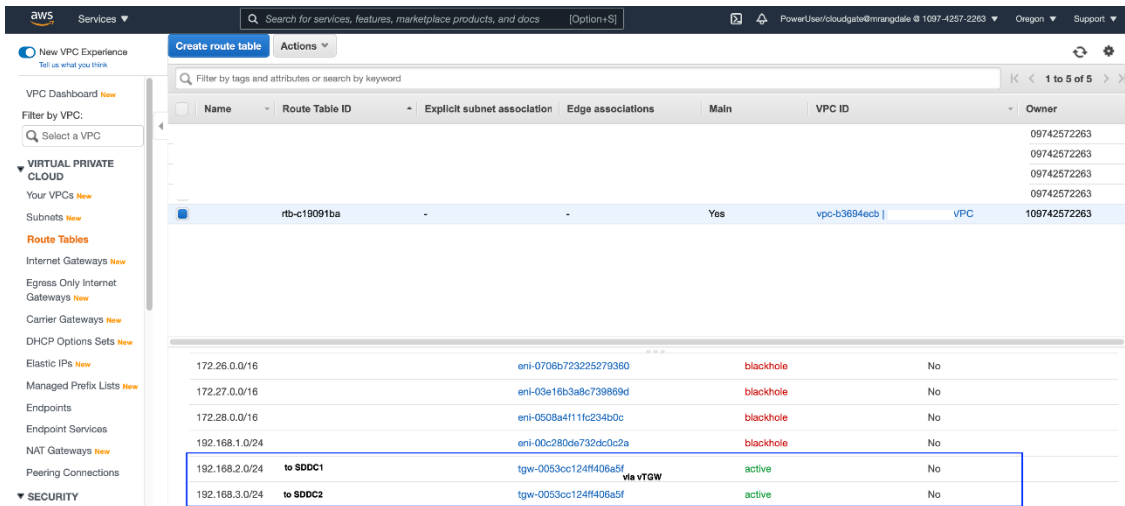 aws Services ▼ Search for services, features, marketplace products, and docs [Option+S] PowerUser/cloudgate@mrangdale @ 1097-4257-2263 ▼ Oregon ▼ Support ▼
New VPC Experience
Tell us what you think
Create route table Actions
Filter by tags and attributes or search by keyword
1 to 5 of 5
VPC Dashboard New
Filter by VPC:
Select a VPC
VIRTUAL PRIVATE
CLOUD
Your VPCs New
Subnets New
Route Tables
Internet Gateways New
Egress Only Internet
Gateways New
Carrier Gateways New
DHCP Options Sets New
Elastic IPs New
Managed Prefix Lists New
Endpoints
Endpoint Services
NAT Gateways New
Peering Connections
SECURITY
Name Route Table ID Explicit subnet association Edge associations Main VPC ID Owner
09742572263
09742572263
09742572263
09742572263
rtb-c19091ba - - Yes vpc-b3694ecb | VPC 109742572263
172.26.0.0/16 eni-0706b723225279360 blackhole No
172.27.0.0/16 eni-03e16b3a8c739869d blackhole No
172.28.0.0/16 eni-0508a4f11fc234b0c blackhole No
192.168.1.0/24 eni-00c280de732dc0c2a blackhole No
192.168.2.0/24 to SDDC1 tgw-0053cc124ff406a5f via vTGW active No
192.168.3.0/24 to SDDC2 tgw-0053cc124ff406a5f active No